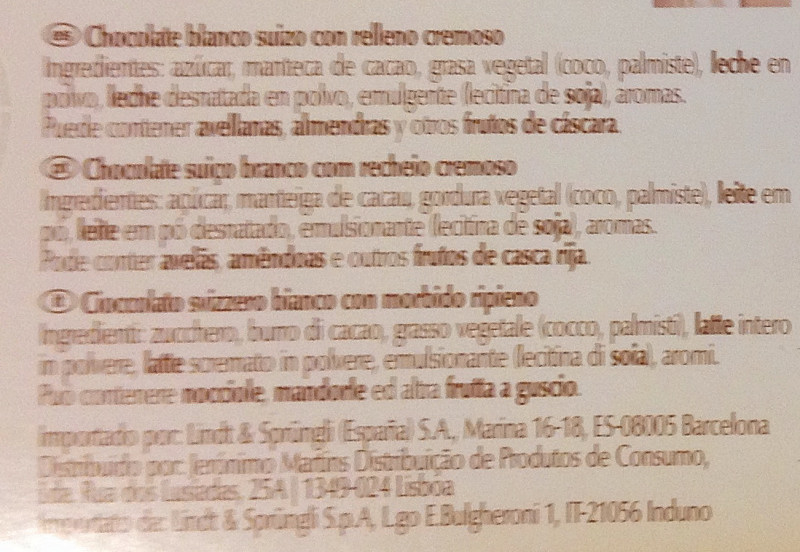 ES Chocolate blanco suizo con relleno cremoso
Ingredientes: azúcar, manteca de cacao, grasa vegetal (coco, palmiste), leche en
polvo, leche desnatada en polvo, emulgente (lecitina de soja), aromas.
Puede contener avellanas, almendras y otros frutos de cáscara.
PT Chocolate suíço branco com recheio cremoso
Ingredientes: açúcar, manteiga de cacau, gordura vegetal (coco, palmiste), leite em
pó, leite em pó desnatado, emulsionante (lecitina de soja), aromas.
Pode conter avelãs, amêndoas e outros frutos de casca rija.
It Cioccolato svizzero bianco con morbido ripieno
Ingredienti: zucchero, burro di cacao, grasso vegetale (cocco, palmisti), latte intero
in polvere, latte scremato in polvere, emulsionante (lecitina di soia), aromi.
Può contenere nocciole, mandorle ed altra frutta a guscio.
Importado por: Lindt & Sprüngli (España) S.A., Marina 16-18, ES-08005 Barcelona
Distribuido por: Jerónimo Martins Distribuição de Produtos de Consumo,
Lda. Rua dos Lusíadas, 25A | 1349-024 Lisboa
Importato da: Lindt & Sprüngli S.p.A, L.go E.Bulgheroni 1, IT-21056 Induno